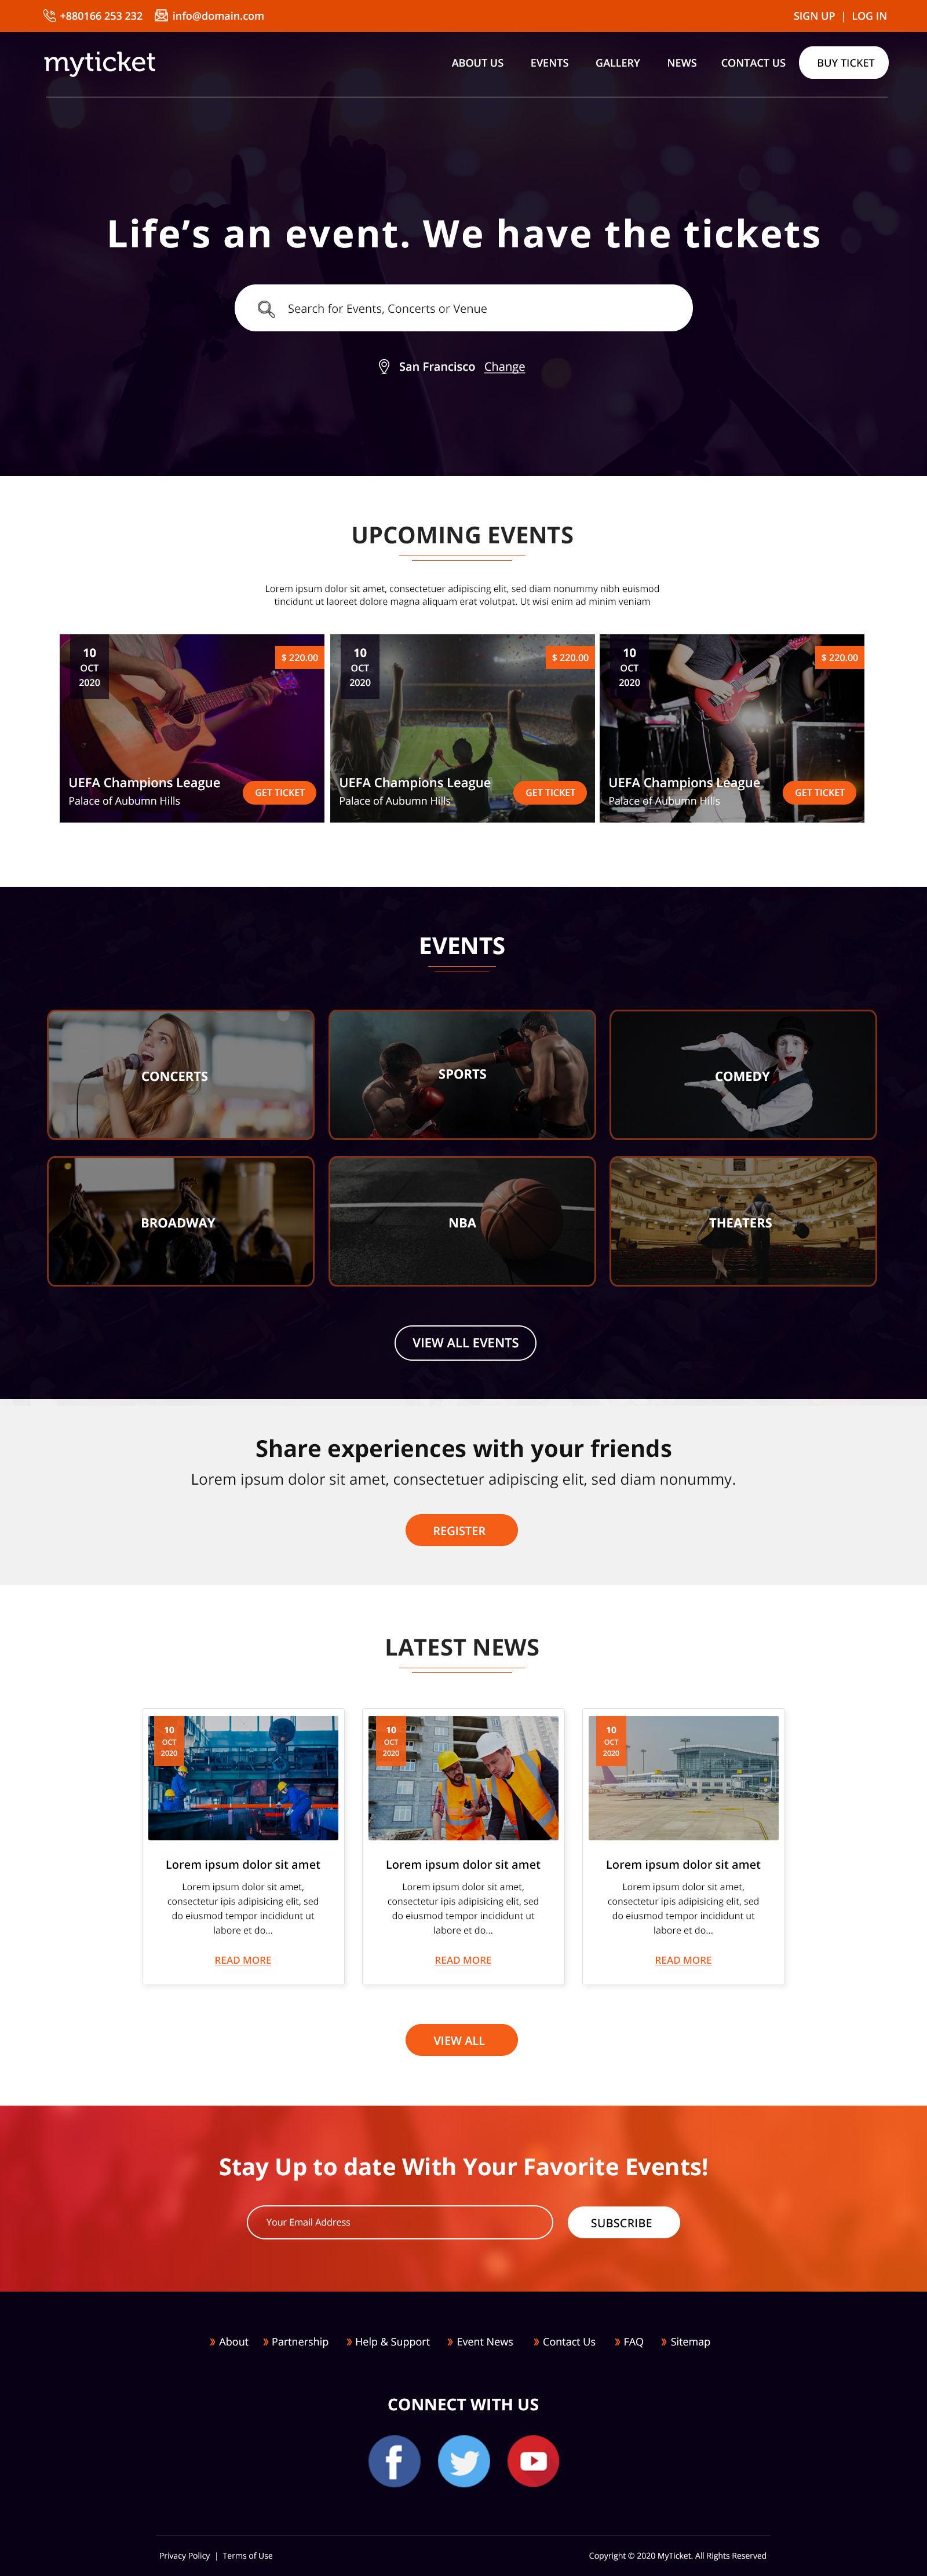 +880166 253 232 info@domain.com SIGN UP | LOG IN
myticket ABOUT US EVENTS GALLERY NEWS CONTACT US BUY TICKET
Life's an event. We have the tickets
Search for Events, Concerts or Venue
San Francisco Change
UPCOMING EVENTS
Lorem ipsum dolor sit amet, consectetuer adipiscing elit, sed diam nonummy nibh euismod
tincidunt ut laoreet dolore magna aliquam erat volutpat. Ut wisi enim ad minim veniam
10
OCT
2020
$ 220.00
UEFA Champions League
Palace of Aubumn Hills
GET TICKET
10
OCT
2020
$ 220.00
UEFA Champions League
Palace of Aubumn Hills
GET TICKET
10
OCT
2020
$ 220.00
UEFA Champions League
Palace of Aubumn Hills
GET TICKET
EVENTS
CONCERTS
SPORTS
COMEDY
BROADWAY
NBA
THEATERS
VIEW ALL EVENTS
Share experiences with your friends
Lorem ipsum dolor sit amet, consectetuer adipiscing elit, sed diam nonummy.
REGISTER
LATEST NEWS
10
OCT
2020
Lorem ipsum dolor sit amet
Lorem ipsum dolor sit amet,
consectetur ipis adipisicing elit, sed
do eiusmod tempor incididunt ut
labore et do...
READ MORE
10
OCT
2020
Lorem ipsum dolor sit amet
Lorem ipsum dolor sit amet,
consectetur ipis adipisicing elit, sed
do eiusmod tempor incididunt ut
labore et do...
READ MORE
10
OCT
2020
Lorem ipsum dolor sit amet
Lorem ipsum dolor sit amet,
consectetur ipis adipisicing elit, sed
do eiusmod tempor incididunt ut
labore et do...
READ MORE
VIEW ALL
Stay Up to date With Your Favorite Events!
Your Email Address SUBSCRIBE
About Partnership Help & Support Event News Contact Us FAQ Sitemap
CONNECT WITH US
Privacy Policy | Terms of Use Copyright © 2020 MyTicket. All Rights Reserved